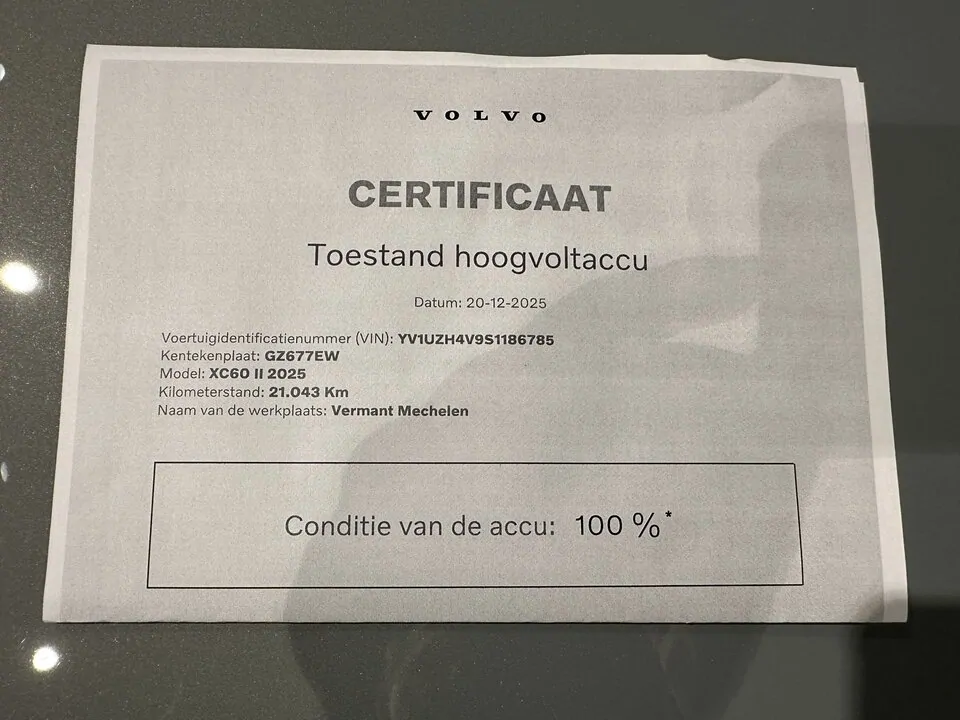 VOLVO
CERTIFICAAT
Toestand hoogvoltaccu
Datum: 20-12-2025
Voertuigidentificatienummer (VIN): YV1UZH4V9S1186785
Kentekenplaat: GZ677EW
Model: XC60 II 2025
Kilometerstand: 21.043 Km
Naam van de werkplaats: Vermant Mechelen
Conditie van de accu: 100 %*